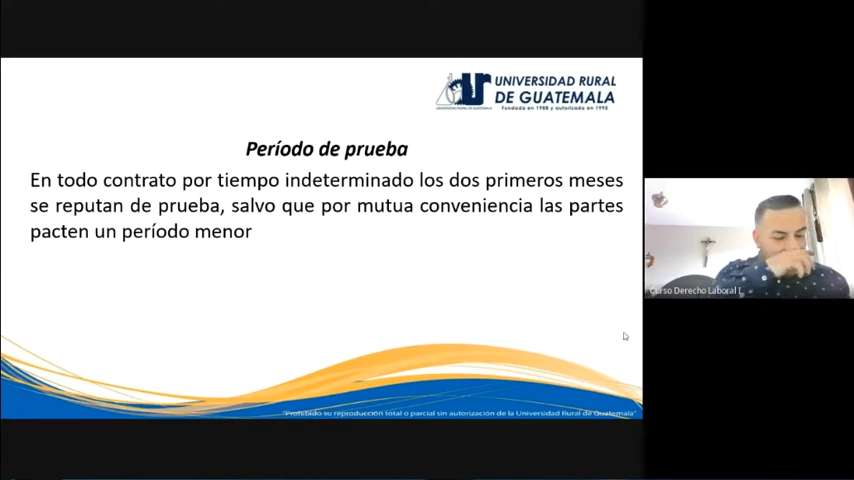 UNIVERSIDAD RURAL
DE GUATEMALA
Fundada en 1988 y autorizada en 1995
Período de prueba
En todo contrato por tiempo indeterminado los dos primeros meses
se reputan de prueba, salvo que por mutua conveniencia las partes
pacten un período menor
Curso Derecho Laboral I
"Prohibido su reproducción total o parcial sin autorización de la Universidad Rural de Guatemala"